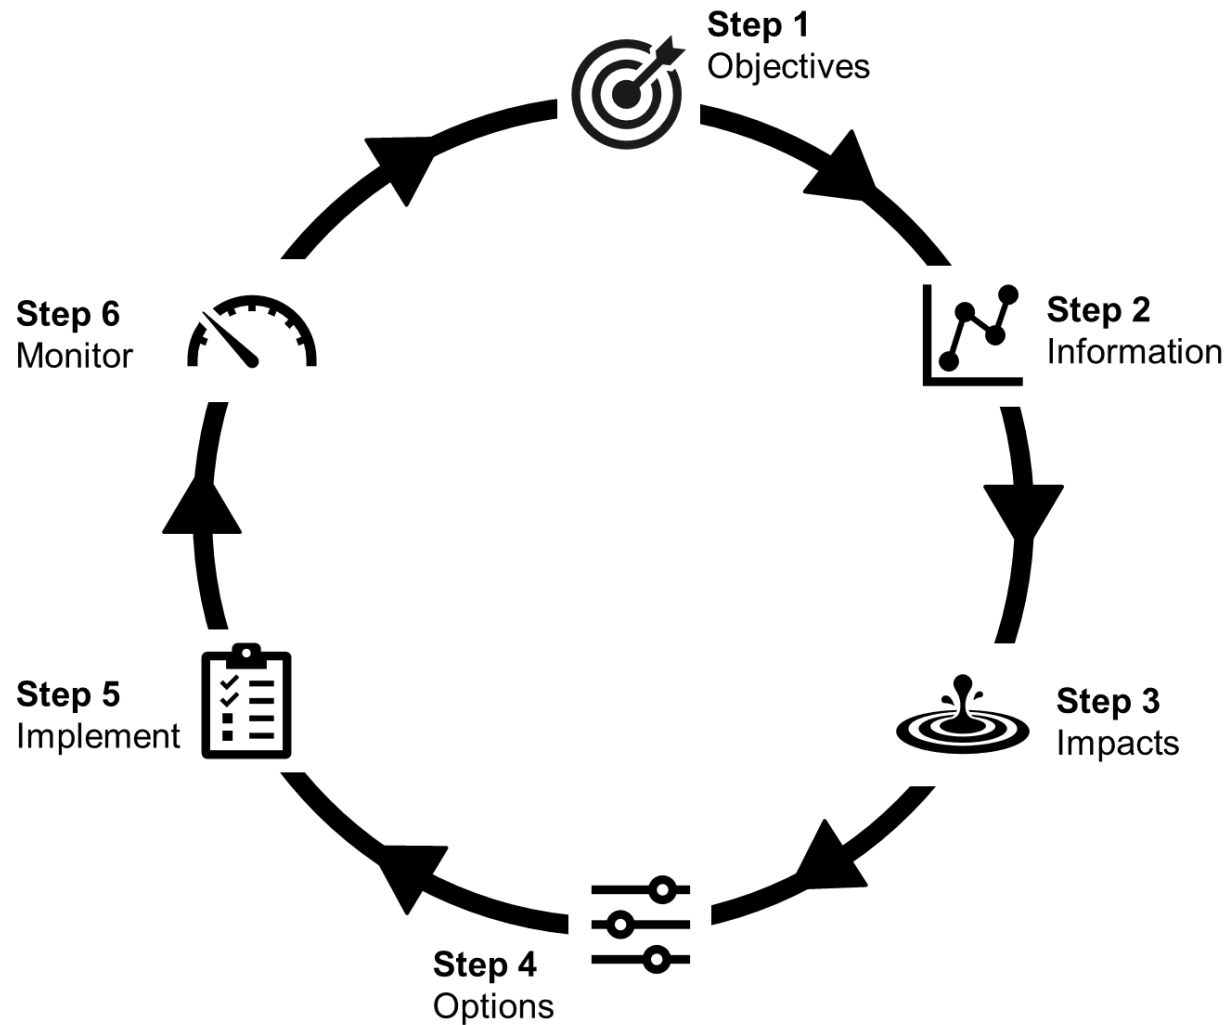 Step 1
Objectives
Step 2
Information
Step 3
Impacts
Step 4
Options
Step 5
Implement
Step 6
Monitor